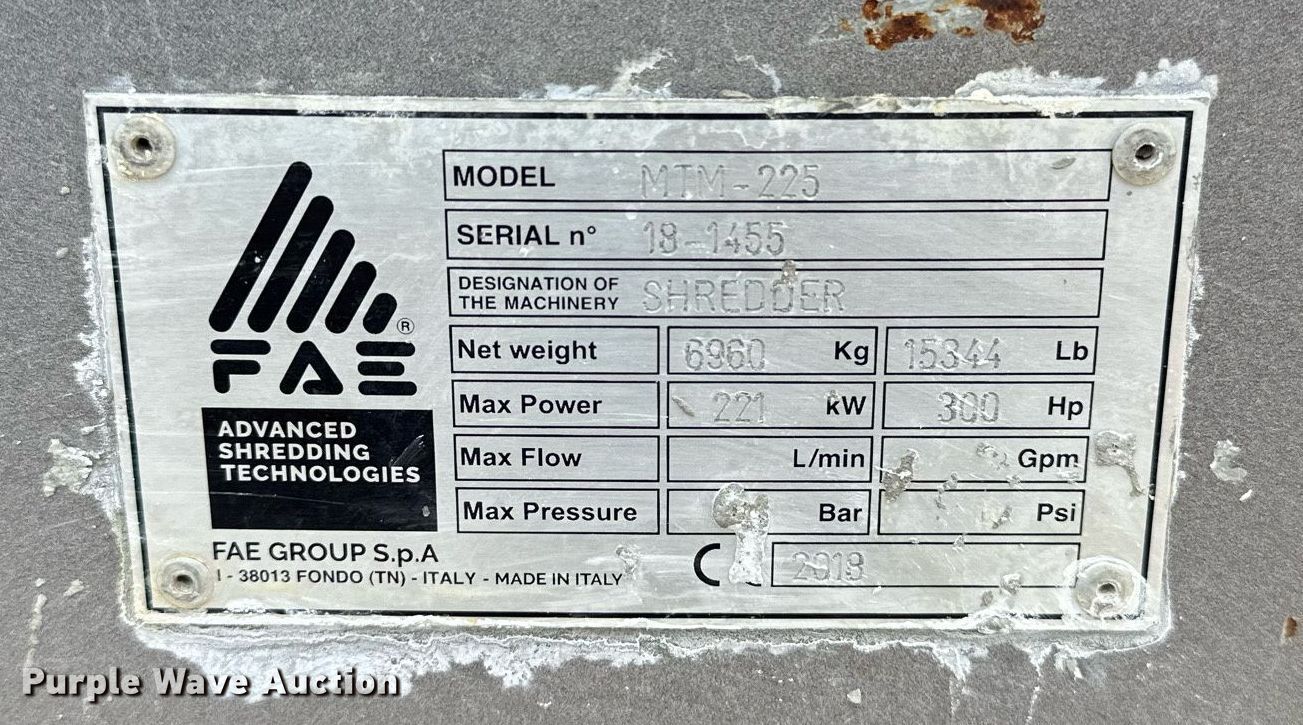 MODEL MTM-225
SERIAL n° 18-1455
DESIGNATION OF
THE MACHINERY SHREDDER
Net weight 6960 Kg 15344 Lb
Max Power 221 kW 300 Hp
Max Flow L/min Gpm
Max Pressure Bar Psi
CE 2018
®
FAE
ADVANCED
SHREDDING
TECHNOLOGIES
FAE GROUP S.p.A
I - 38013 FONDO (TN) - ITALY - MADE IN ITALY
Purple Wave Auction